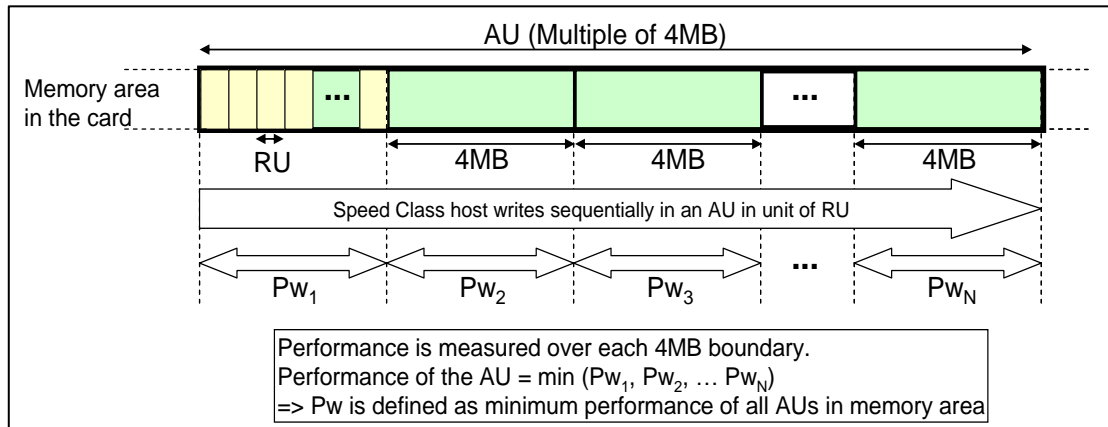 AU (Multiple of 4MB)
Memory area
in the card
...
...
RU
4MB
4MB
4MB
Speed Class host writes sequentially in an AU in unit of RU
...
Pw₁
Pw₂
Pw₃
Pw_N
Performance is measured over each 4MB boundary.
Performance of the AU = min (Pw₁, Pw₂, … Pw_N)
=> Pw is defined as minimum performance of all AUs in memory area